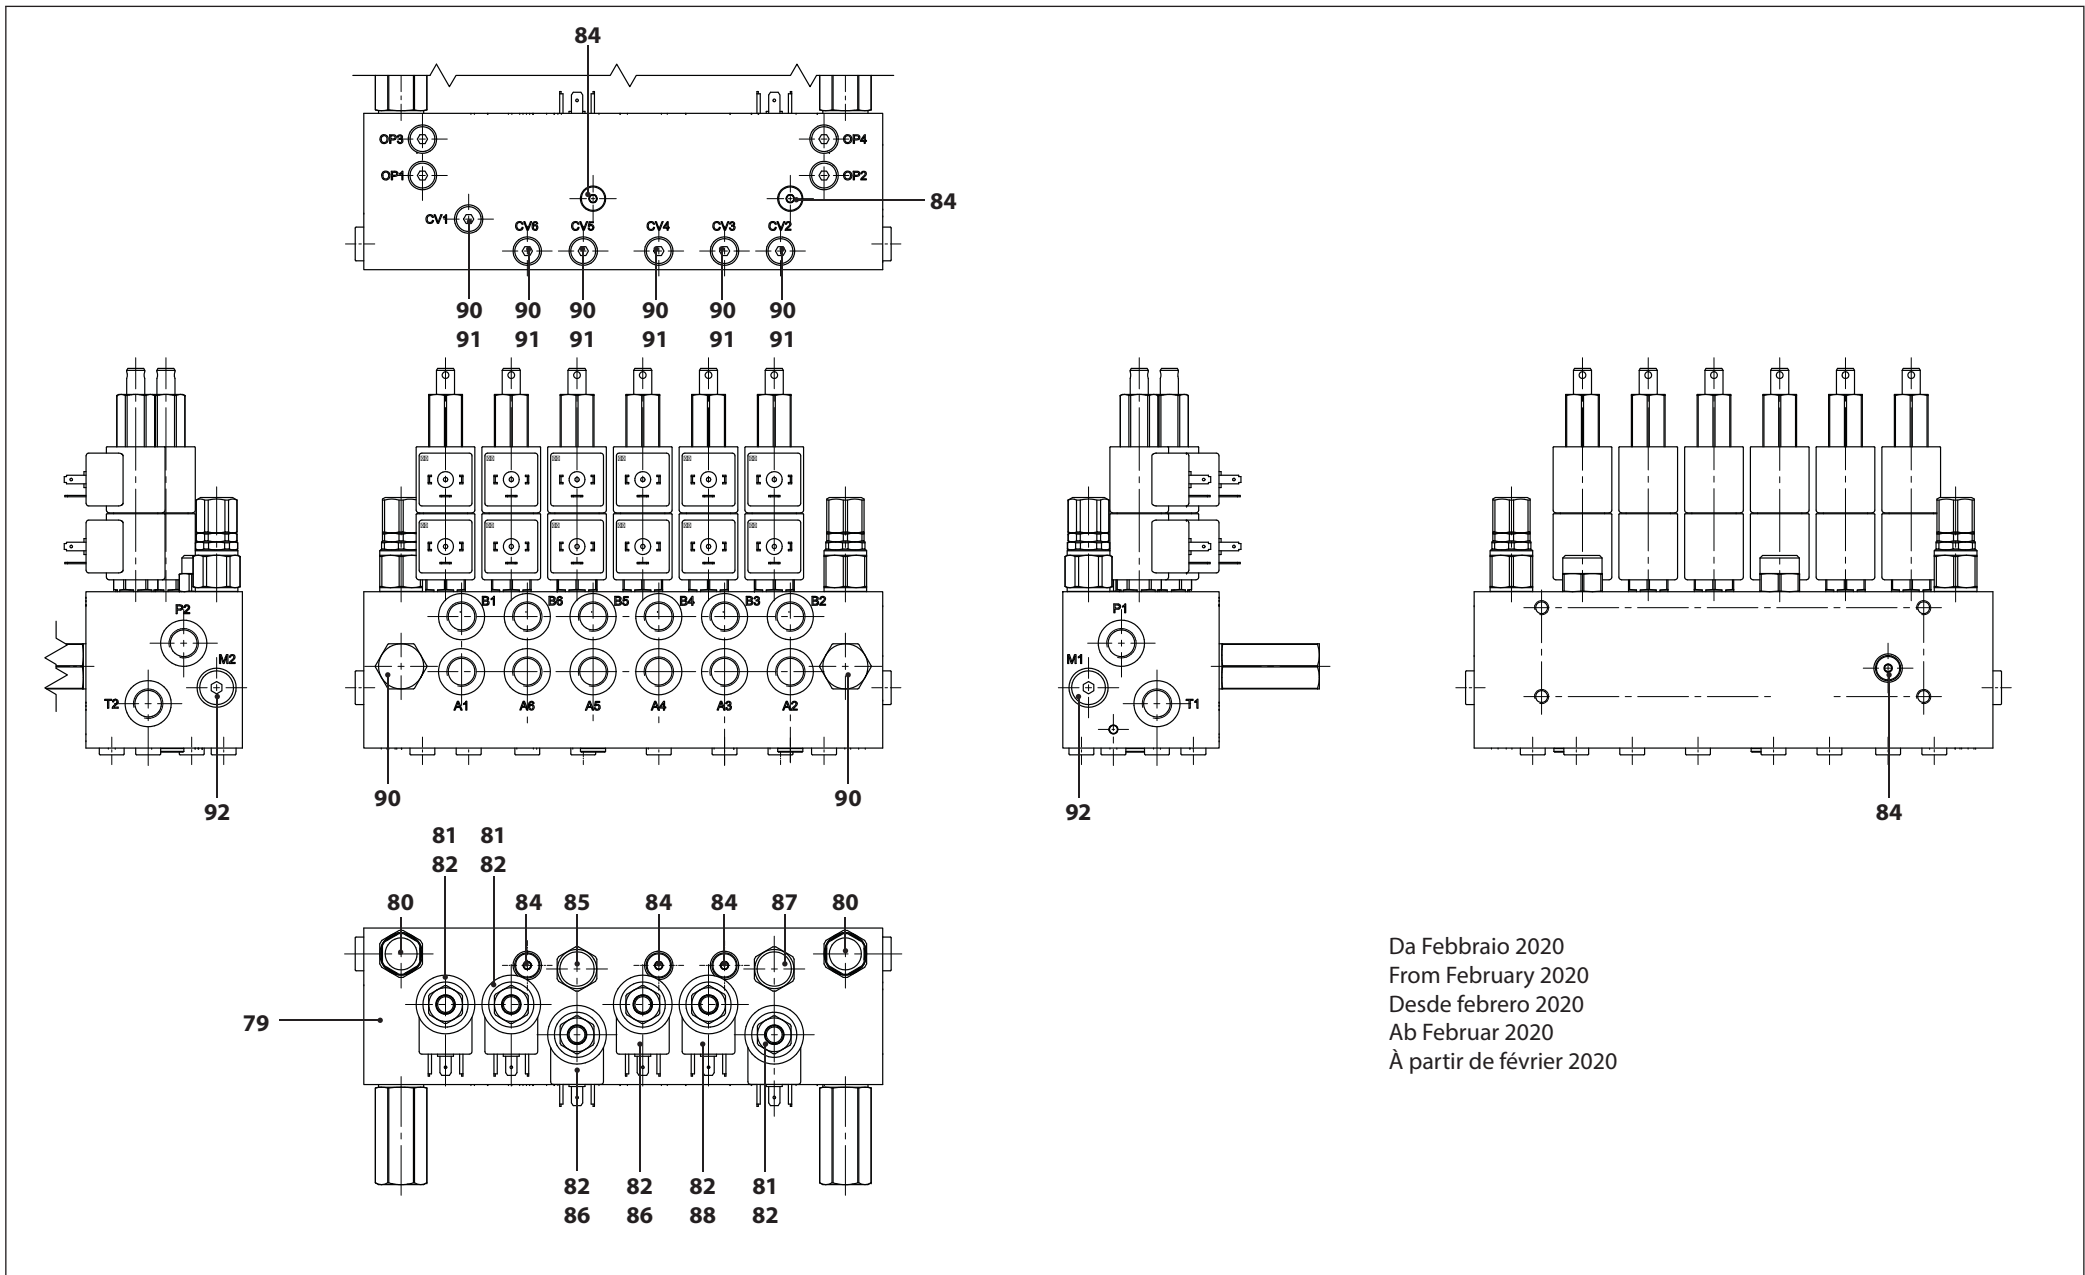 84
OP3
OP4
OP1
OP2
84
CV1
CV6
CV5
CV4
CV3
CV2
90
90
90
90
90
90
91
91
91
91
91
91
B1
B6
B5
B4
B3
B2
P2
M2
T2
A1
A6
A5
A4
A3
A2
P1
M1
T1
92
90
90
92
84
81
81
82
82
80
84
85
84
84
87
80
79
82
82
82
81
86
86
88
82
Da Febbraio 2020
From February 2020
Desde febrero 2020
Ab Februar 2020
À partir de février 2020